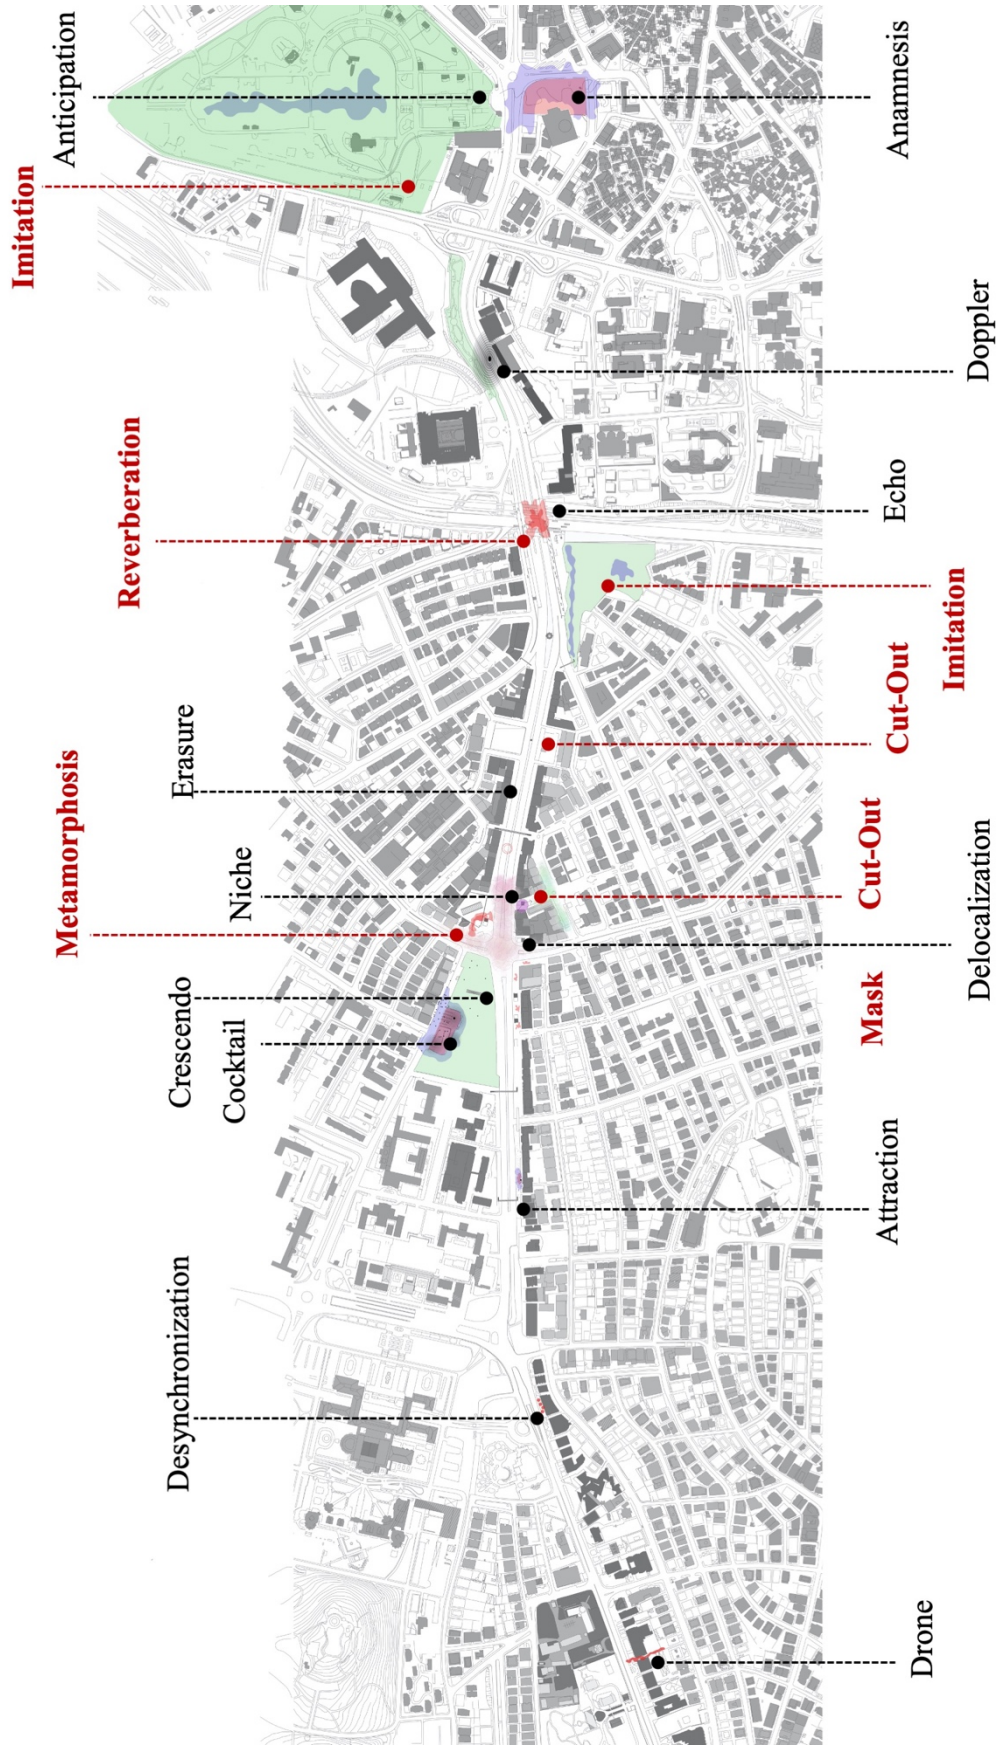 Anticipation
Imitation
Reverberation
Erasure
Metamorphosis
Niche
Crescendo
Cocktail
Desynchronization
Anamnesis
Doppler
Echo
Imitation
Cut-Out
Cut-Out
Delocalization
Mask
Attraction
Drone